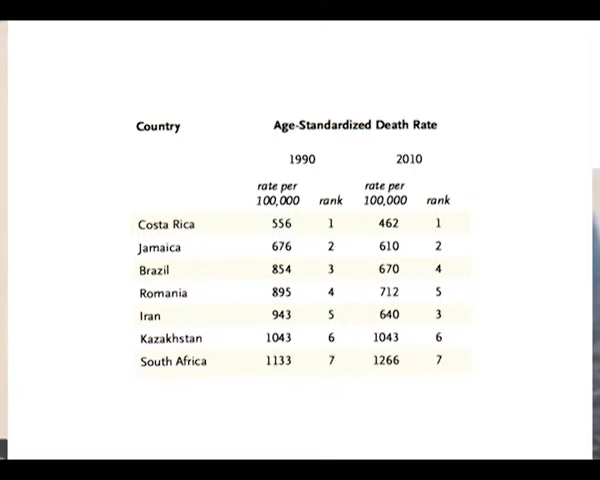 Country Age-Standardized Death Rate
1990 2010
rate per rate per
100,000 rank 100,000 rank
Costa Rica 556 1 462 1
Jamaica 676 2 610 2
Brazil 854 3 670 4
Romania 895 4 712 5
Iran 943 5 640 3
Kazakhstan 1043 6 1043 6
South Africa 1133 7 1266 7